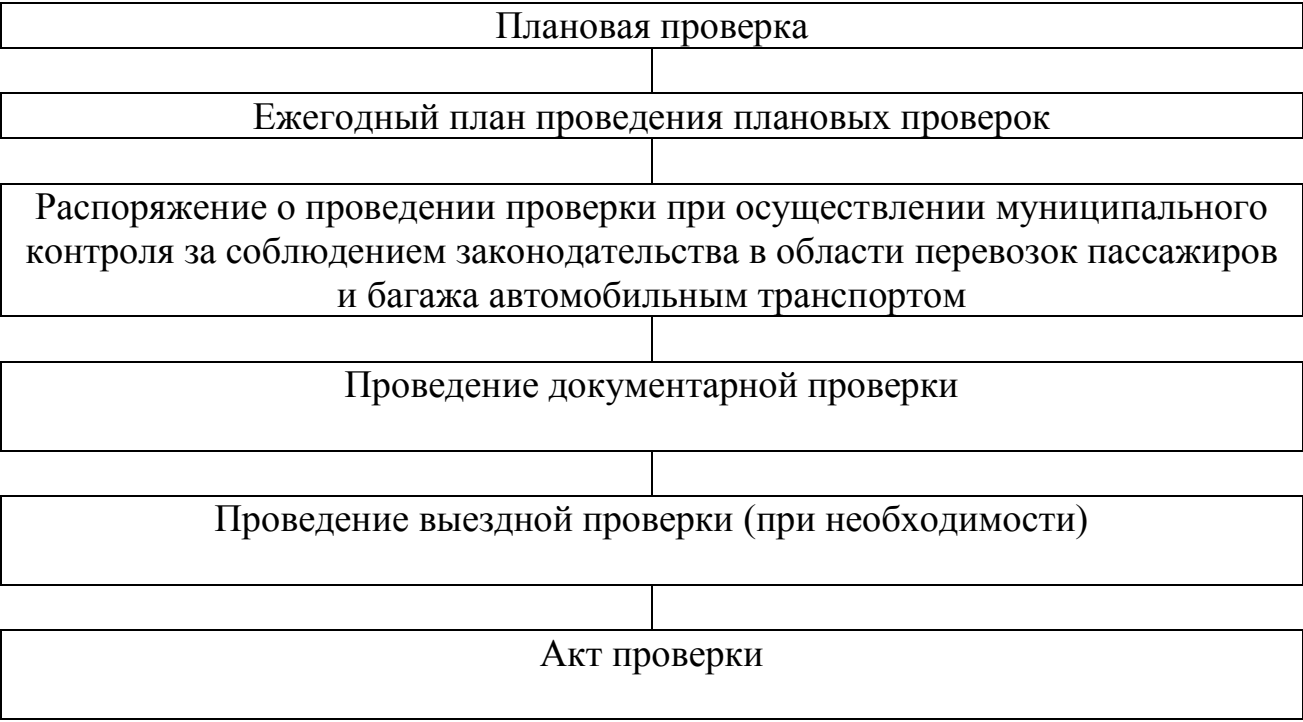 Плановая проверка
Ежегодный план проведения плановых проверок
Распоряжение о проведении проверки при осуществлении муниципального
контроля за соблюдением законодательства в области перевозок пассажиров
и багажа автомобильным транспортом
Проведение документарной проверки
Проведение выездной проверки (при необходимости)
Акт проверки